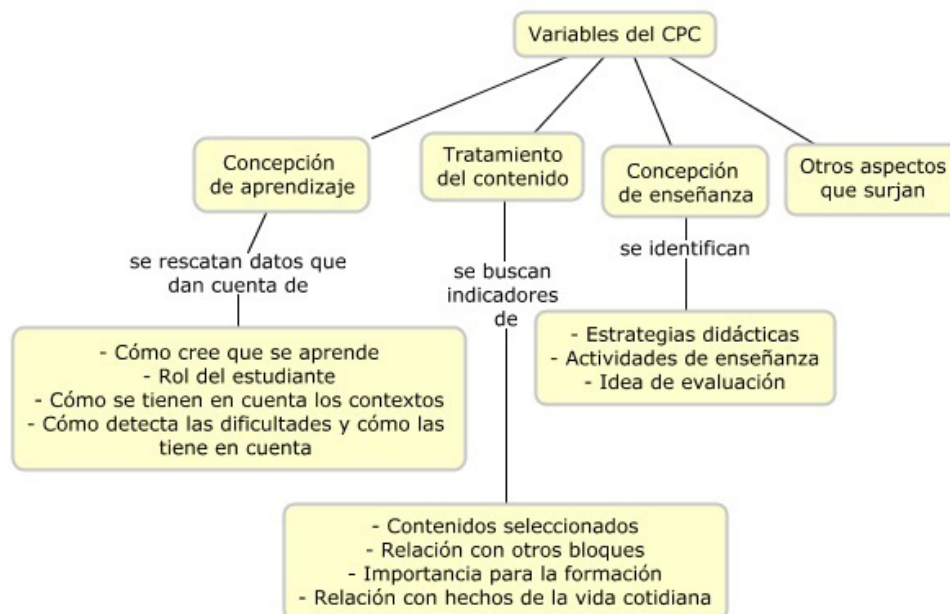 Variables del CPC
Concepción
de aprendizaje
Tratamiento
del contenido
Concepción
de enseñanza
Otros aspectos
que surjan
se rescatan datos que
dan cuenta de
se buscan
indicadores
de
se identifican
- Cómo cree que se aprende
- Rol del estudiante
- Cómo se tienen en cuenta los contextos
- Cómo detecta las dificultades y cómo las
tiene en cuenta
- Estrategias didácticas
- Actividades de enseñanza
- Idea de evaluación
- Contenidos seleccionados
- Relación con otros bloques
- Importancia para la formación
- Relación con hechos de la vida cotidiana